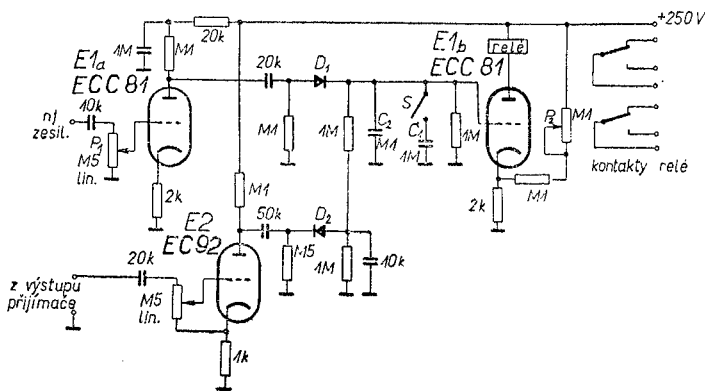 +250V
20k
1M
M1
E1a
ECC 81
20k
D1
E1b
ECC 81
relé
P2
M1
10k
nf
zesil.
P1
M5
lin.
M1
1M
C2
M1
S
C1
1M
1M
kontakty relé
2k
M1
2k
M1
E2
EC92
50k
D2
M5
1M
10k
20k
z výstupu
přijímače
M5
lin.
1k